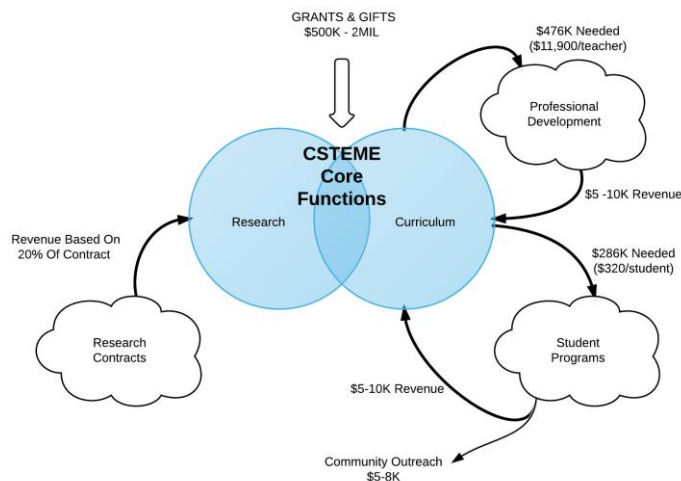 GRANTS & GIFTS
$500K - 2MIL
$476K Needed
($11,900/teacher)
Professional
Development
CSTEME
Core
Functions
Research
Curriculum
$5 -10K Revenue
Revenue Based On
20% Of Contract
$286K Needed
($320/student)
Research
Contracts
Student
Programs
$5-10K Revenue
Community Outreach
$5-8K